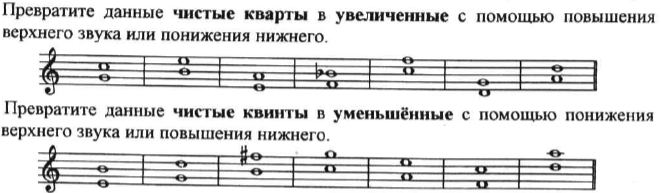 Превратите данные чистые кварты в увеличенные с помощью повышения
верхнего звука или понижения нижнего.
Превратите данные чистые квинты в уменьшённые с помощью понижения
верхнего звука или повышения нижнего.